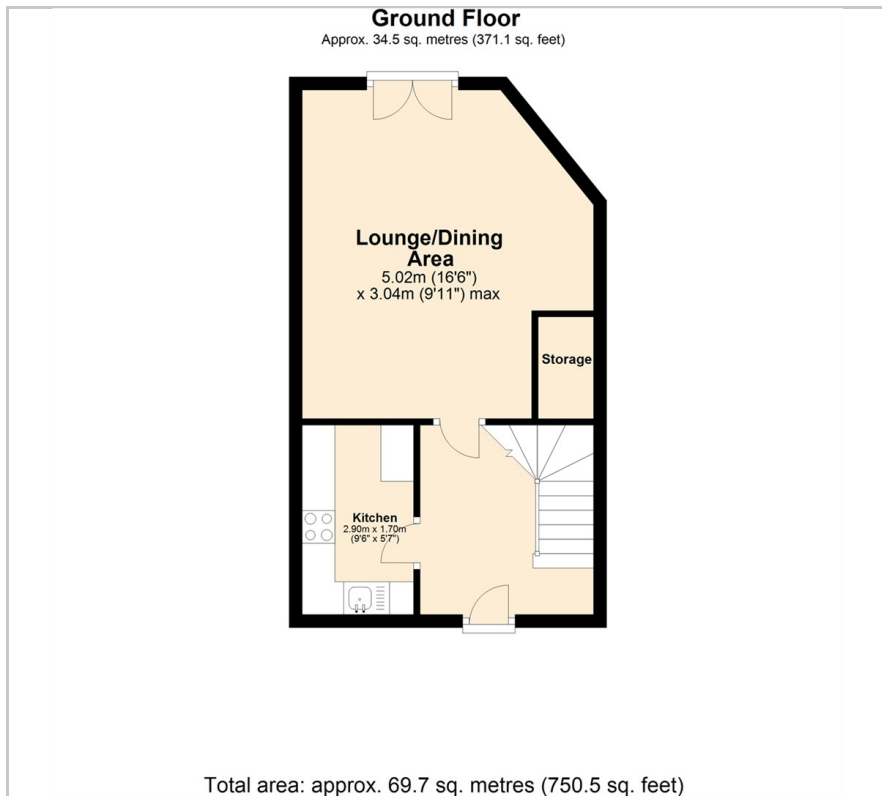 Ground Floor
Approx. 34.5 sq. metres (371.1 sq. feet)
Lounge/Dining
Area
5.02m (16'6")
x 3.04m (9'11") max
Storage
Kitchen
2.90m x 1.70m
(9'6" x 5'7")
Total area: approx. 69.7 sq. metres (750.5 sq. feet)